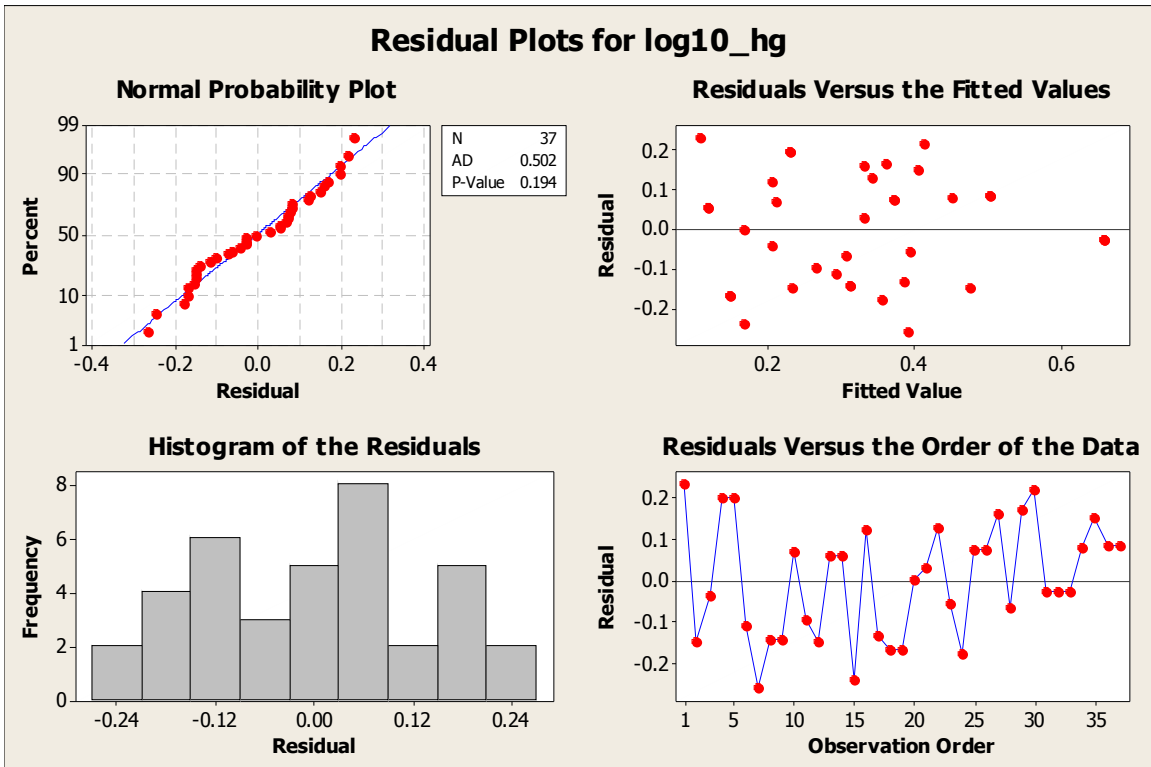 Residual Plots for log10_hg
Normal Probability Plot
99
90
50
10
1
Percent
-0.4 -0.2 0.0 0.2 0.4
Residual
N 37
AD 0.502
P-Value 0.194
Residuals Versus the Fitted Values
0.2
0.1
0.0
-0.1
-0.2
Residual
0.2 0.4 0.6
Fitted Value
Histogram of the Residuals
8
6
4
2
0
Frequency
-0.24 -0.12 0.00 0.12 0.24
Residual
Residuals Versus the Order of the Data
0.2
0.1
0.0
-0.1
-0.2
Residual
1 5 10 15 20 25 30 35
Observation Order